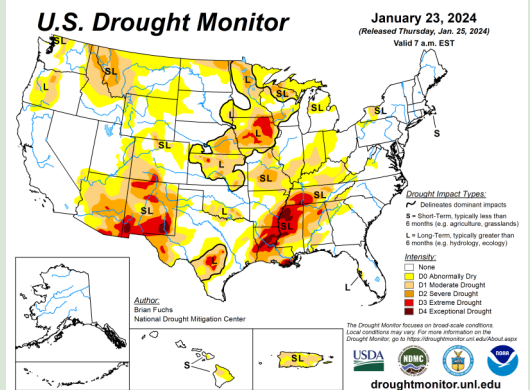 U.S. Drought Monitor
January 23, 2024
(Released Thursday, Jan. 25, 2024)
Valid 7 a.m. EST
SL
SL
L
L
SL
SL
SL
L
L
SL
S
SL
L
L
SL
SL
SL
L
SL
L
L
Drought Impact Types:
Delineates dominant impacts
S = Short-Term, typically less than
6 months (e.g. agriculture, grasslands)
L = Long-Term, typically greater than
6 months (e.g. hydrology, ecology)
Intensity:
None
D0 Abnormally Dry
D1 Moderate Drought
D2 Severe Drought
D3 Extreme Drought
D4 Exceptional Drought
Author:
Brian Fuchs
National Drought Mitigation Center
S
SL
The Drought Monitor focuses on broad-scale conditions.
Local conditions may vary. For more information on the
Drought Monitor, go to https://droughtmonitor.unl.edu/About.aspx
USDA
NDMC
NOAA
droughtmonitor.unl.edu